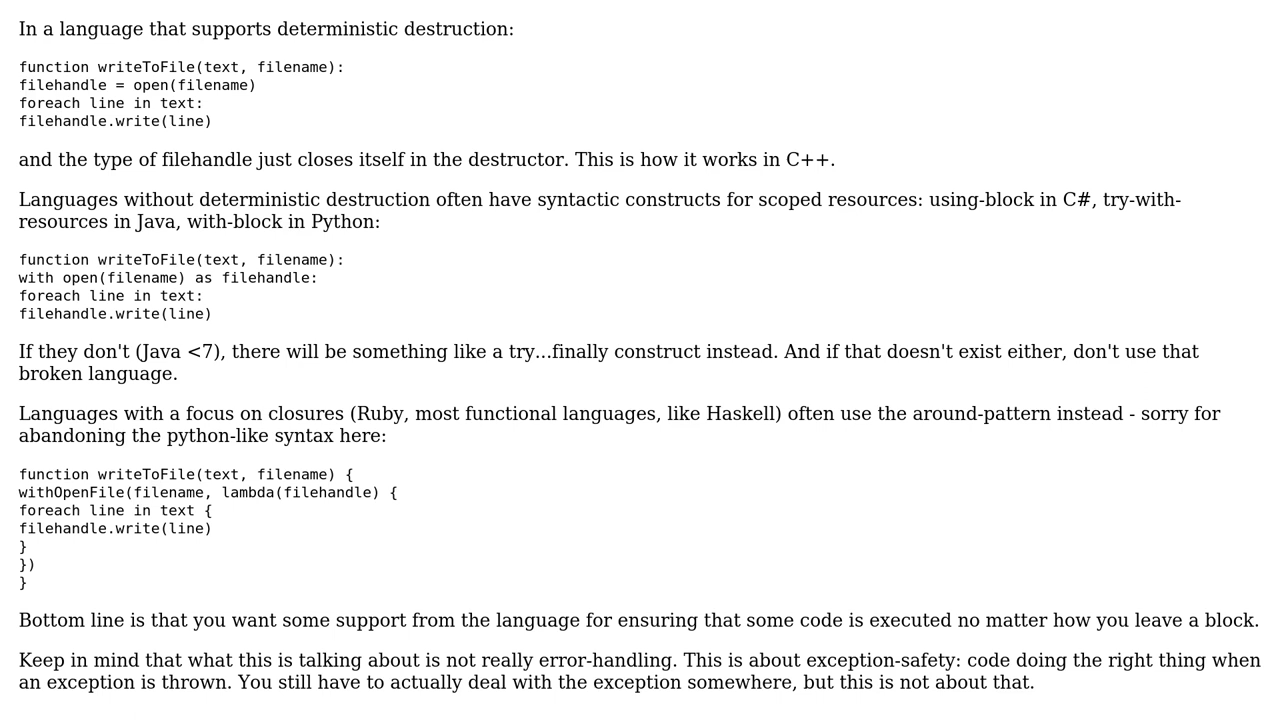 In a language that supports deterministic destruction:
function writeToFile(text, filename):
filehandle = open(filename)
foreach line in text:
filehandle.write(line)
and the type of filehandle just closes itself in the destructor. This is how it works in C++.
Languages without deterministic destruction often have syntactic constructs for scoped resources: using-block in C#, try-with-
resources in Java, with-block in Python:
function writeToFile(text, filename):
with open(filename) as filehandle:
foreach line in text:
filehandle.write(line)
If they don't (Java <7), there will be something like a try...finally construct instead. And if that doesn't exist either, don't use that
broken language.
Languages with a focus on closures (Ruby, most functional languages, like Haskell) often use the around-pattern instead - sorry for
abandoning the python-like syntax here:
function writeToFile(text, filename) {
withOpenFile(filename, lambda(filehandle) {
foreach line in text {
filehandle.write(line)
}
})
}
Bottom line is that you want some support from the language for ensuring that some code is executed no matter how you leave a block.
Keep in mind that what this is talking about is not really error-handling. This is about exception-safety: code doing the right thing when
an exception is thrown. You still have to actually deal with the exception somewhere, but this is not about that.